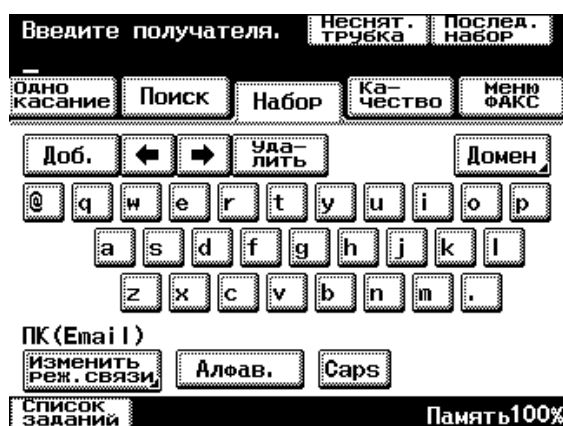 Введите получателя. Неснят. трубка Послед. набор
Одно касание Поиск Набор Ка- чество Меню ФАКС
Доб. ← → Уда- лить Домен
@ q w e r t y u i o p
a s d f g h j k l
z x c v b n m .
ПК(Email)
Изменить реж.связи Алфав. Caps
Список заданий Память100%